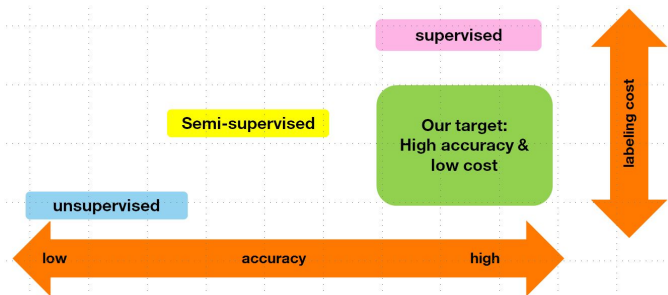 supervised
Semi-supervised
Our target:
High accuracy &
low cost
labeling cost
unsupervised
low accuracy high